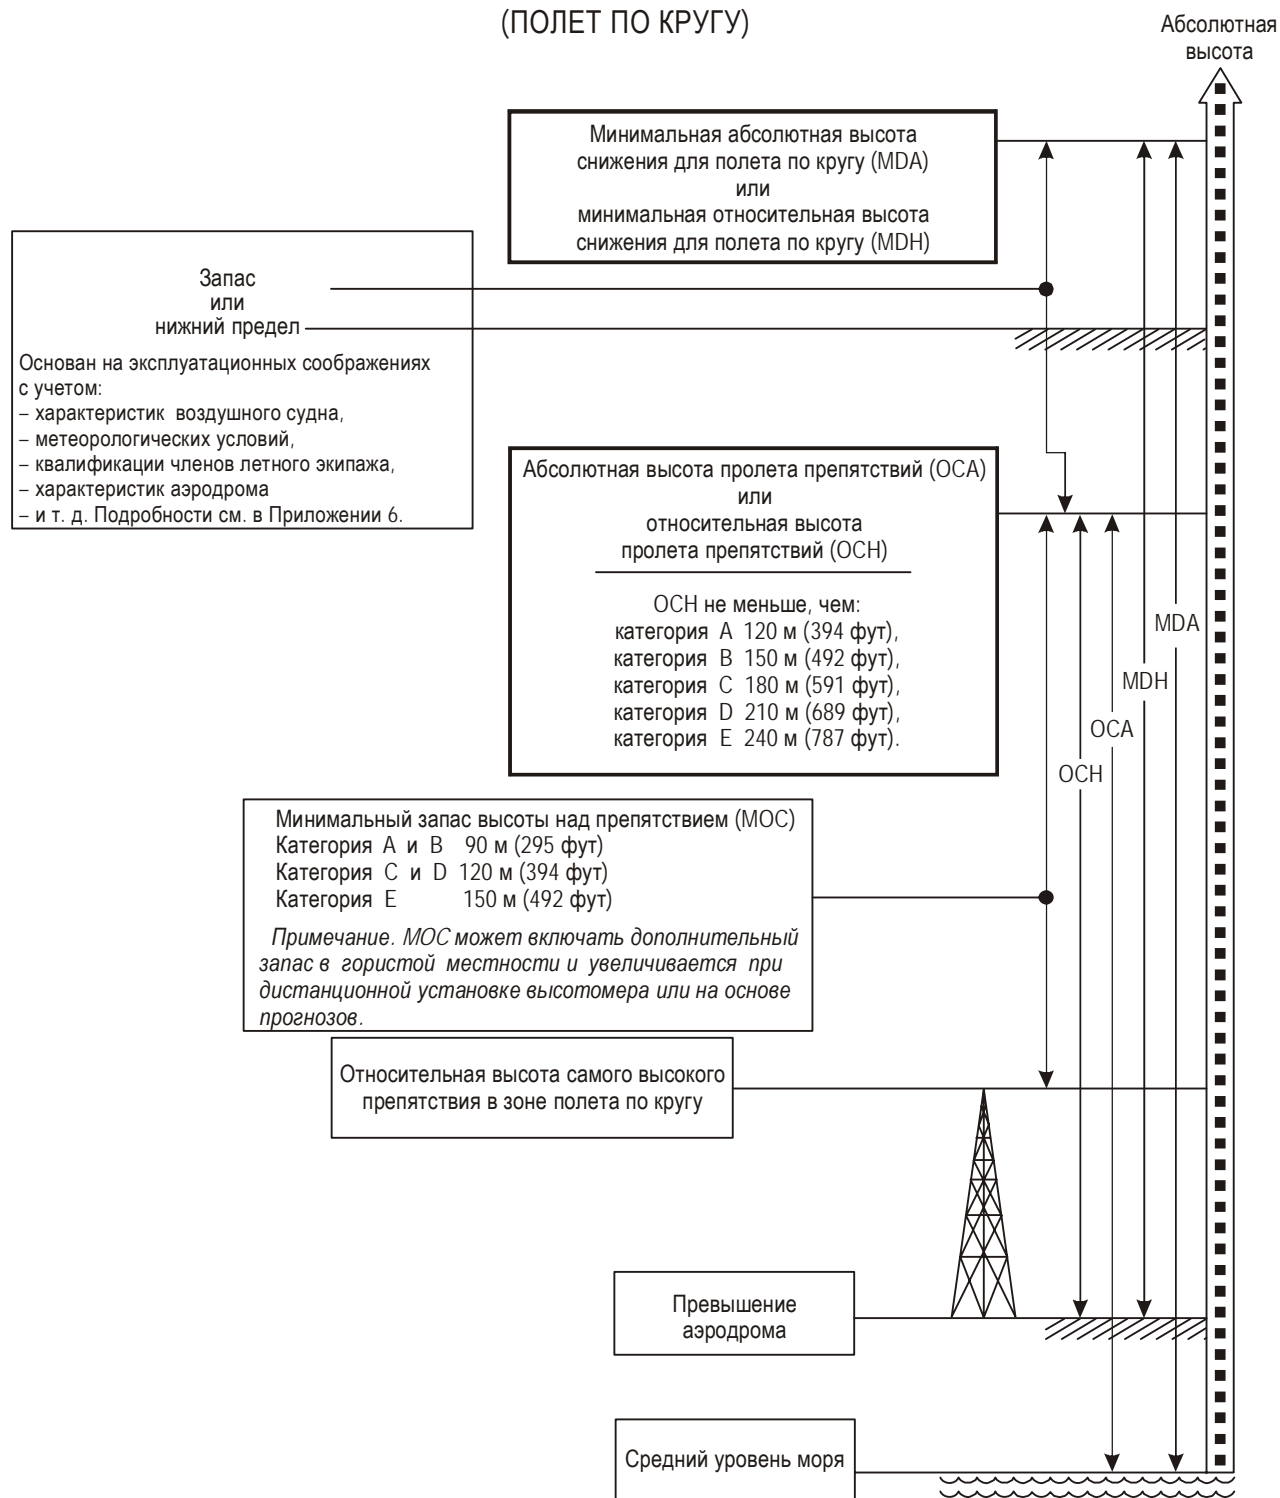 (ПОЛЕТ ПО КРУГУ)
Абсолютная
высота
Минимальная абсолютная высота
снижения для полета по кругу (MDA)
или
минимальная относительная высота
снижения для полета по кругу (MDH)
Запас
или
нижний предел
Основан на эксплуатационных соображениях
с учетом:
– характеристик воздушного судна,
– метеорологических условий,
– квалификации членов летного экипажа,
– характеристик аэродрома
– и т. д. Подробности см. в Приложении 6.
Абсолютная высота пролета препятствий (OCA)
или
относительная высота
пролета препятствий (OCH)
OCH не меньше, чем:
категория A 120 м (394 фут),
категория B 150 м (492 фут),
категория C 180 м (591 фут),
категория D 210 м (689 фут),
категория E 240 м (787 фут).
MDA
MDH
OCA
OCH
Минимальный запас высоты над препятствием (MOC)
Категория A и B 90 м (295 фут)
Категория C и D 120 м (394 фут)
Категория E 150 м (492 фут)
Примечание. MOC может включать дополнительный
запас в гористой местности и увеличивается при
дистанционной установке высотомера или на основе
прогнозов.
Относительная высота самого высокого
препятствия в зоне полета по кругу
Превышение
аэродрома
Средний уровень моря